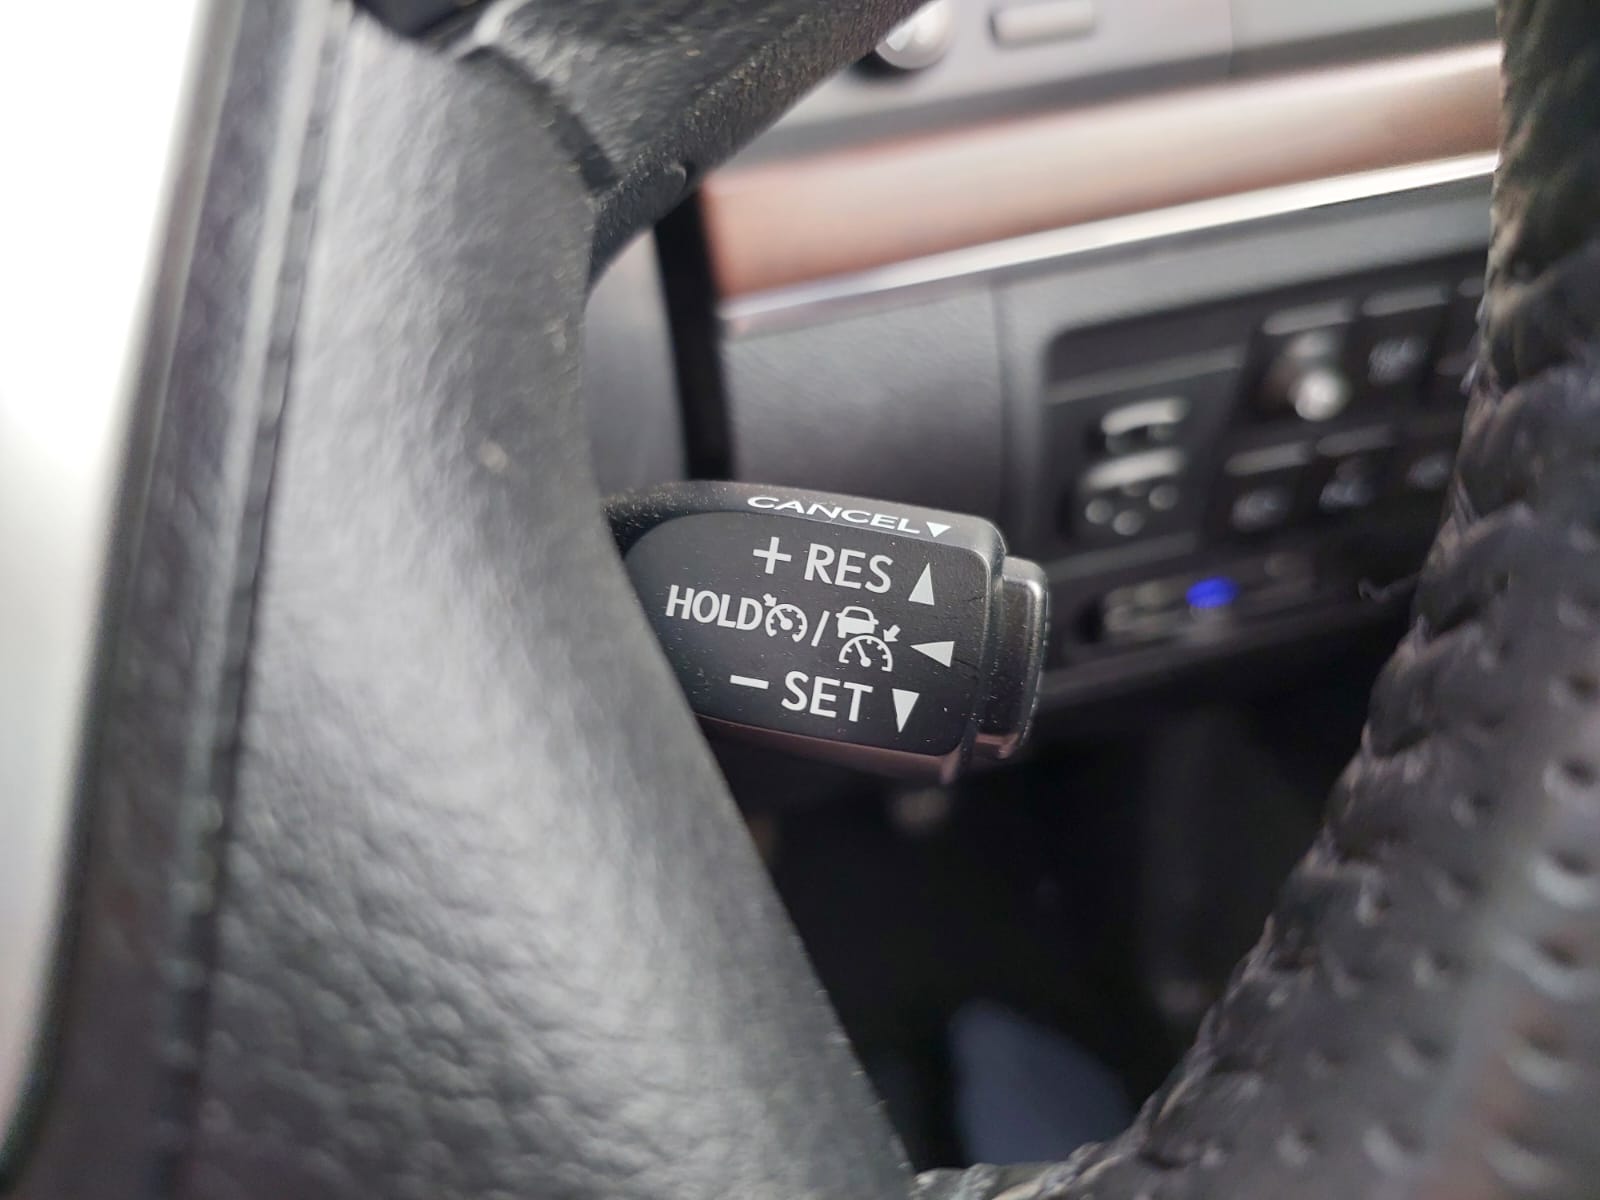 CANCEL▼
+ RES ▲
HOLD / ◀
− SET ▼